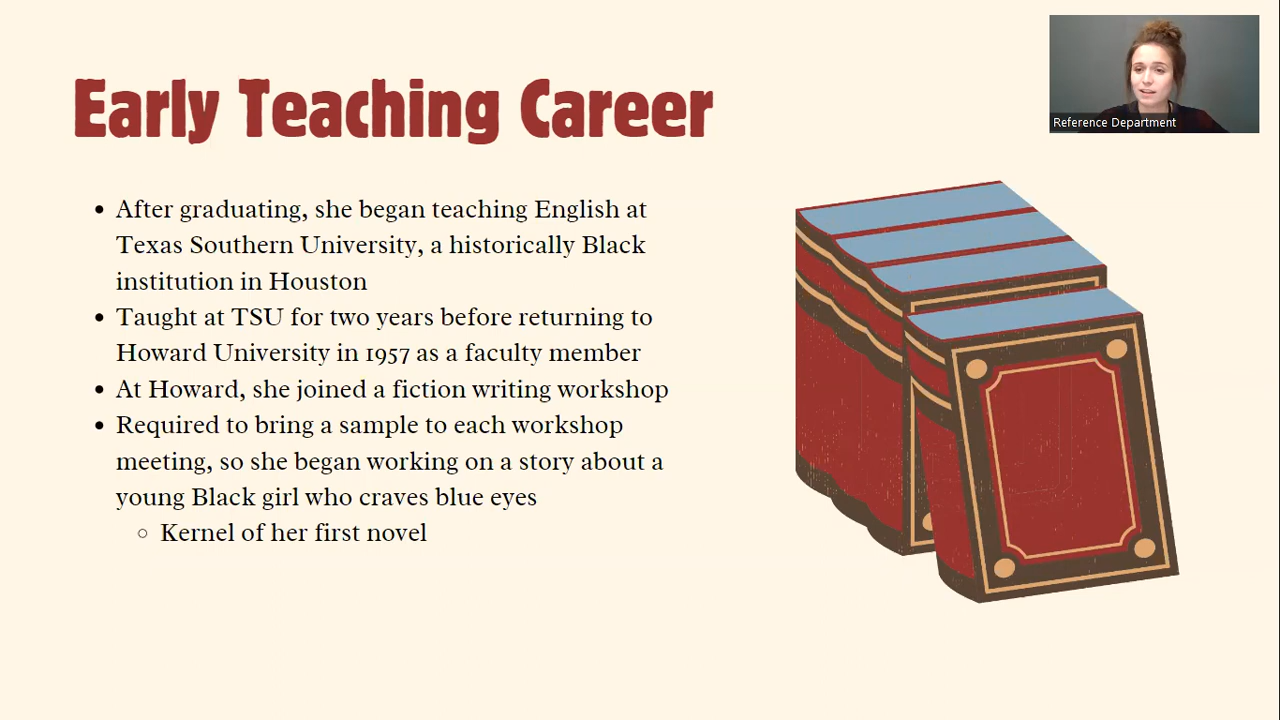 Early Teaching Career
Reference Department
After graduating, she began teaching English at
Texas Southern University, a historically Black
institution in Houston
Taught at TSU for two years before returning to
Howard University in 1957 as a faculty member
At Howard, she joined a fiction writing workshop
Required to bring a sample to each workshop
meeting, so she began working on a story about a
young Black girl who craves blue eyes
Kernel of her first novel